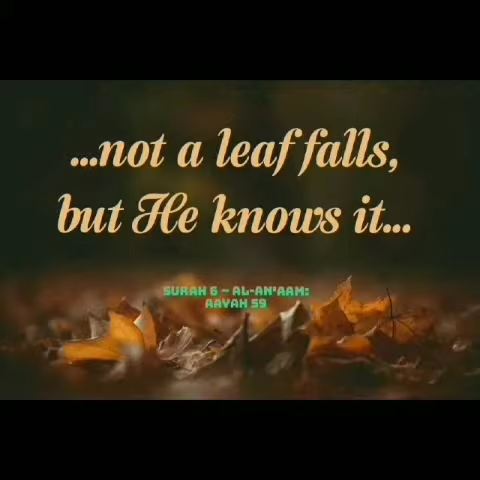 ...not a leaf falls,
but He knows it...
SURAH 6 – AL-AN'AAM:
AAYAH 59